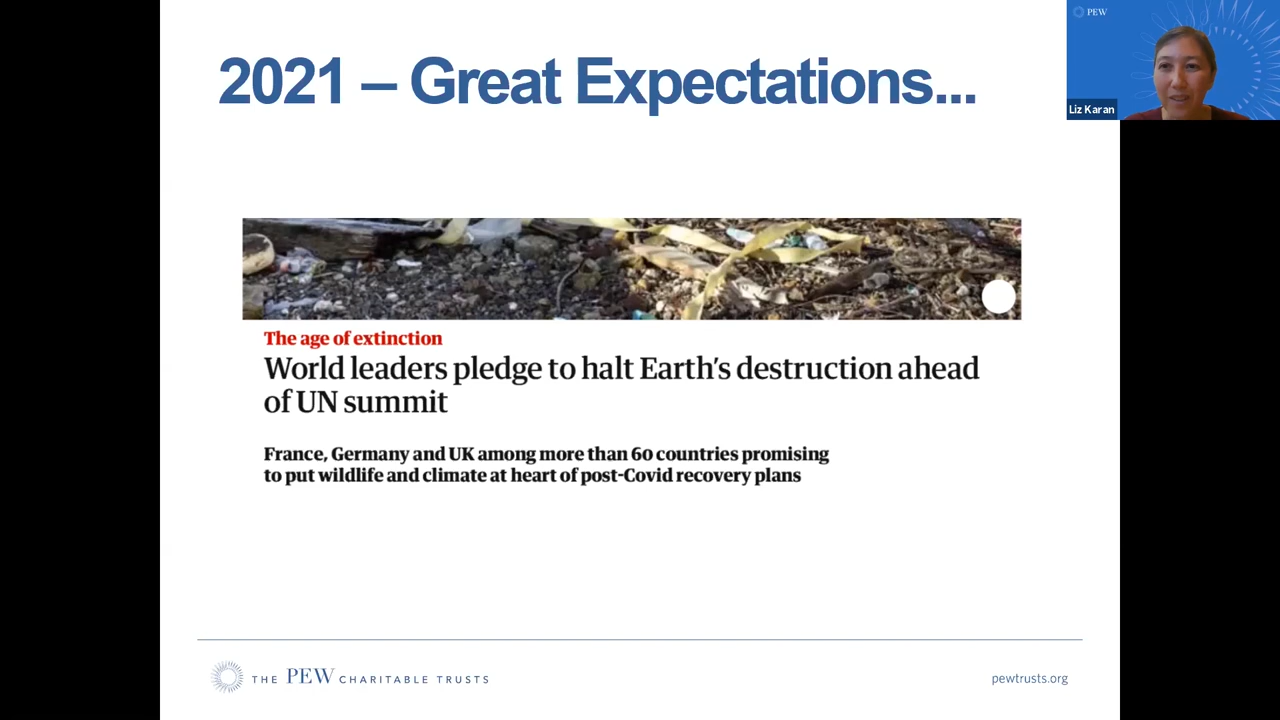 2021 – Great Expectations...
PEW
Liz Karan
The age of extinction
World leaders pledge to halt Earth's destruction ahead
of UN summit
France, Germany and UK among more than 60 countries promising
to put wildlife and climate at heart of post-Covid recovery plans
THE PEW CHARITABLE TRUSTS
pewtrusts.org